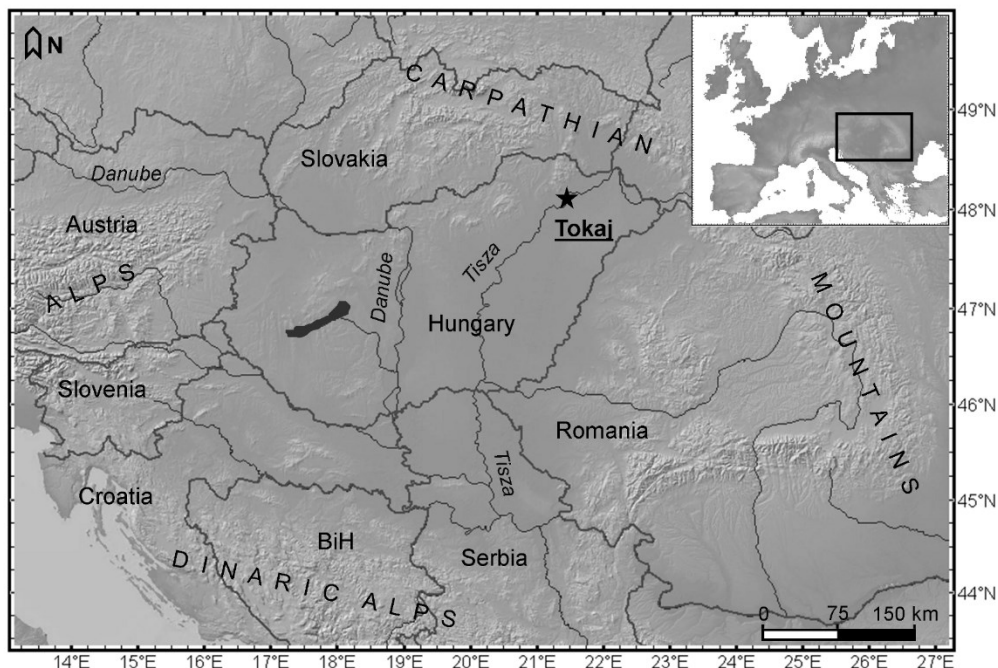 N
CARPATHIAN
MOUNTAINS
Slovakia
Danube
Austria
ALPS
Tokaj
Tisza
Danube
Hungary
Slovenia
Romania
Croatia
Tisza
BiH
Serbia
DINARIC ALPS
0 75 150 km
49°N
48°N
47°N
46°N
45°N
44°N
14°E 15°E 16°E 17°E 18°E 19°E 20°E 21°E 22°E 23°E 24°E 25°E 26°E 27°E